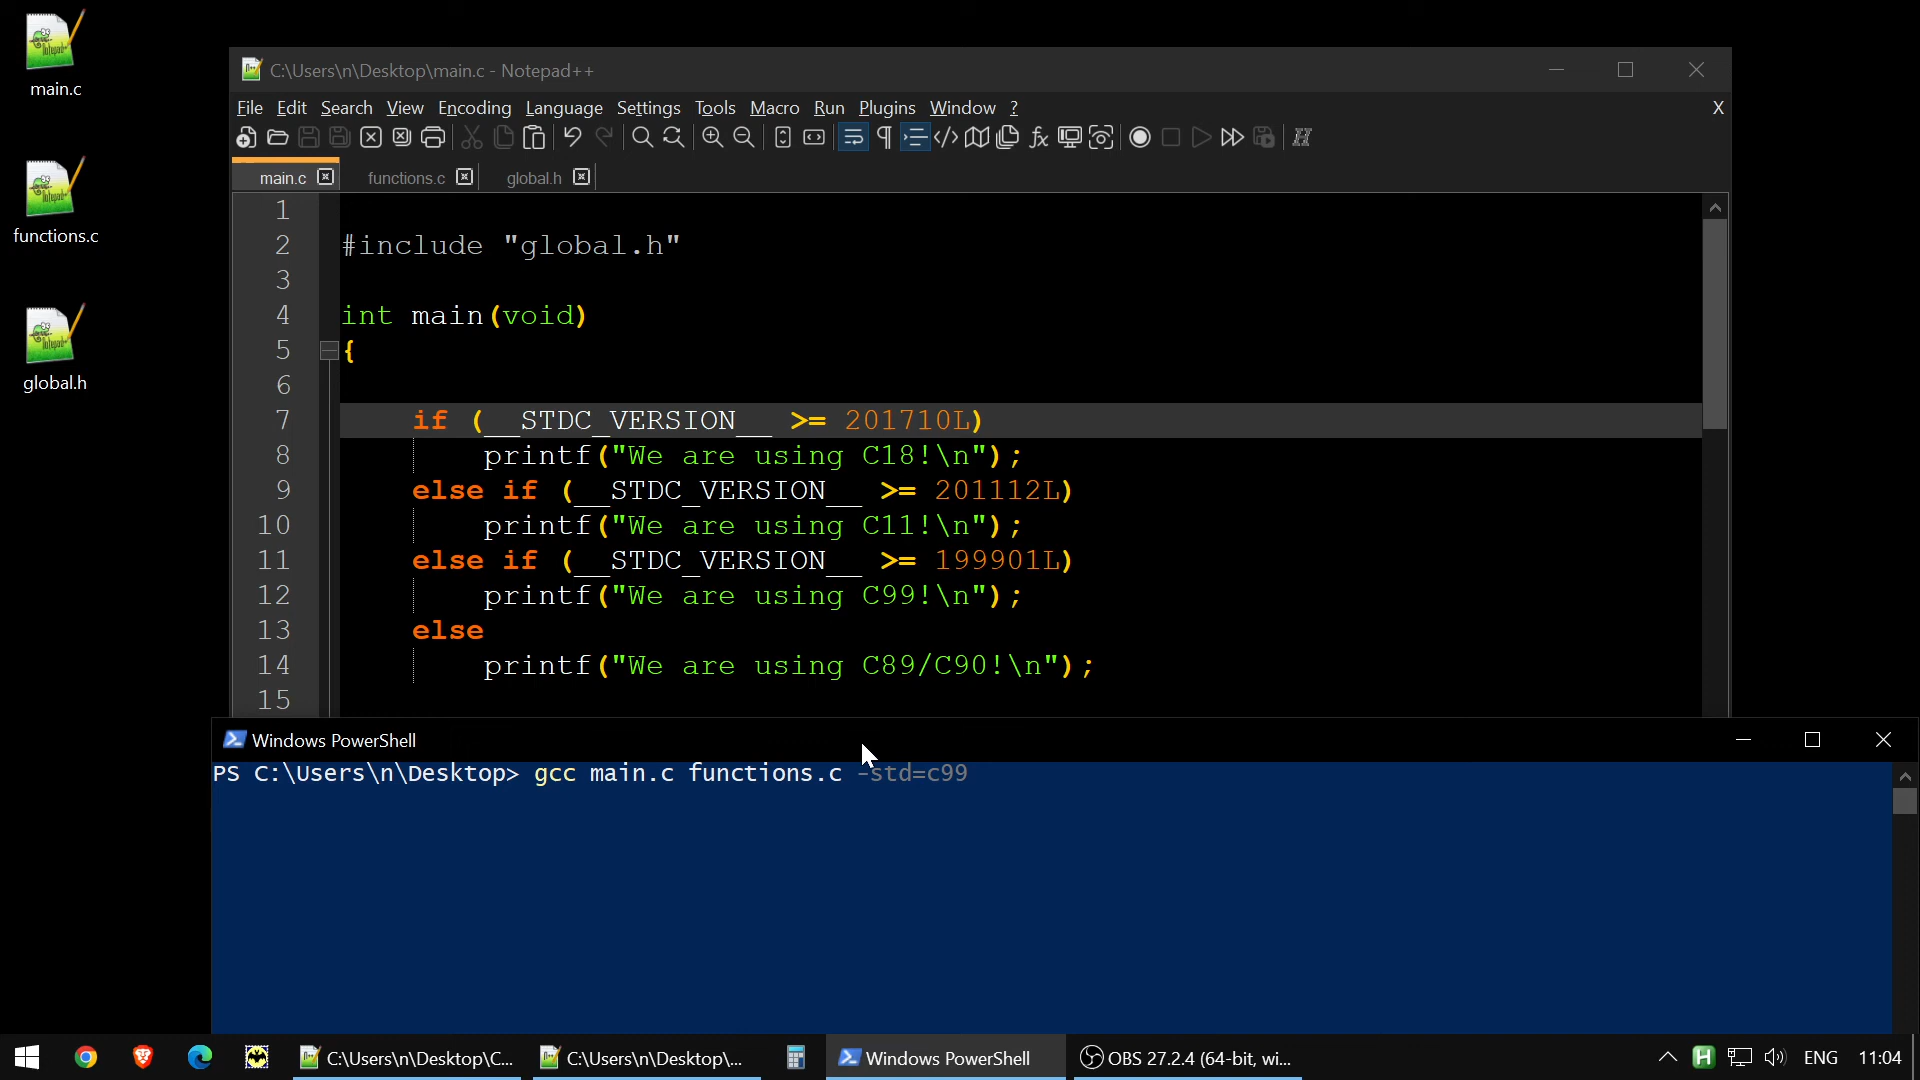 main.c
functions.c
global.h
C:\Users\n\Desktop\main.c - Notepad++
File Edit Search View Encoding Language Settings Tools Macro Run Plugins Window ? X
main.c functions.c global.h
1
2 #include "global.h"
3
4 int main(void)
5 {
6
7 if (__STDC_VERSION__ >= 201710L)
8 printf("We are using C18!\n");
9 else if (__STDC_VERSION__ >= 201112L)
10 printf("We are using C11!\n");
11 else if (__STDC_VERSION__ >= 199901L)
12 printf("We are using C99!\n");
13 else
14 printf("We are using C89/C90!\n");
15
Windows PowerShell
PS C:\Users\n\Desktop> gcc main.c functions.c -std=c99
C:\Users\n\Desktop\C... C:\Users\n\Desktop\... Windows PowerShell OBS 27.2.4 (64-bit, wi... ENG 11:04